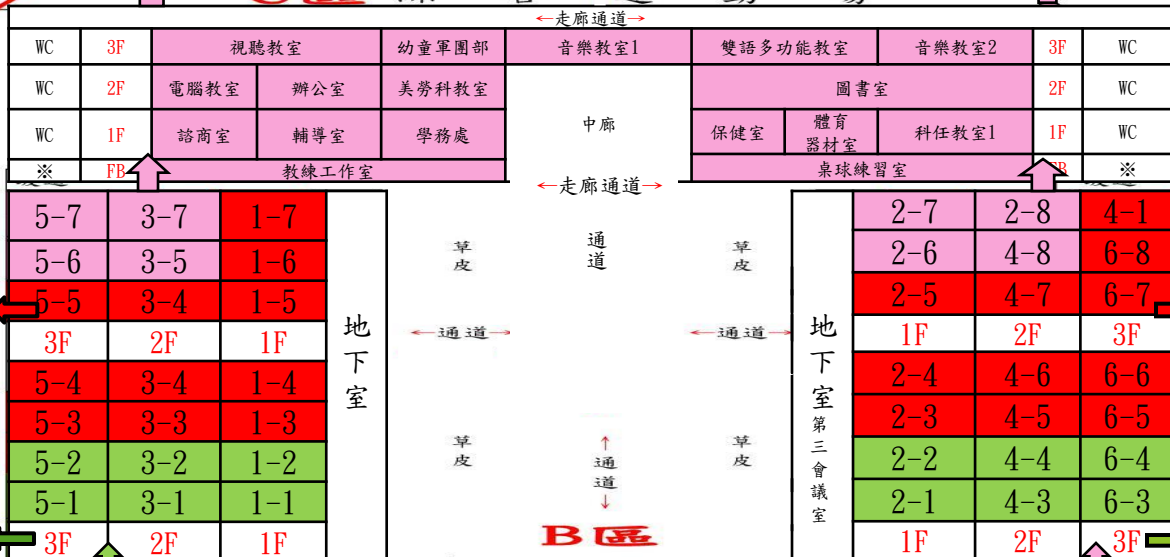 B區
←走廊通道→
WC 3F 視聽教室 幼童軍團部 音樂教室1 雙語多功能教室 音樂教室2 3F WC
WC 2F 電腦教室 辦公室 美勞科教室 圖書室 2F WC
中廊
WC 1F 諮商室 輔導室 學務處 保健室 體育器材室 科任教室1 1F WC
※ FB 教練工作室 桌球練習室 ※
←走廊通道→
5-7 3-7 1-7 2-7 2-8 4-1
草皮 通道 草皮
5-6 3-5 1-6 2-6 4-8 6-8
5-5 3-4 1-5 2-5 4-7 6-7
3F 2F 1F ←通道→ ←通道→ 1F 2F 3F
地下室 地下室第三會議室
5-4 3-4 1-4 2-4 4-6 6-6
5-3 3-3 1-3 2-3 4-5 6-5
草皮 ↑通道↓ 草皮
5-2 3-2 1-2 2-2 4-4 6-4
5-1 3-1 1-1 2-1 4-3 6-3
3F 2F 1F B區 1F 2F 3F